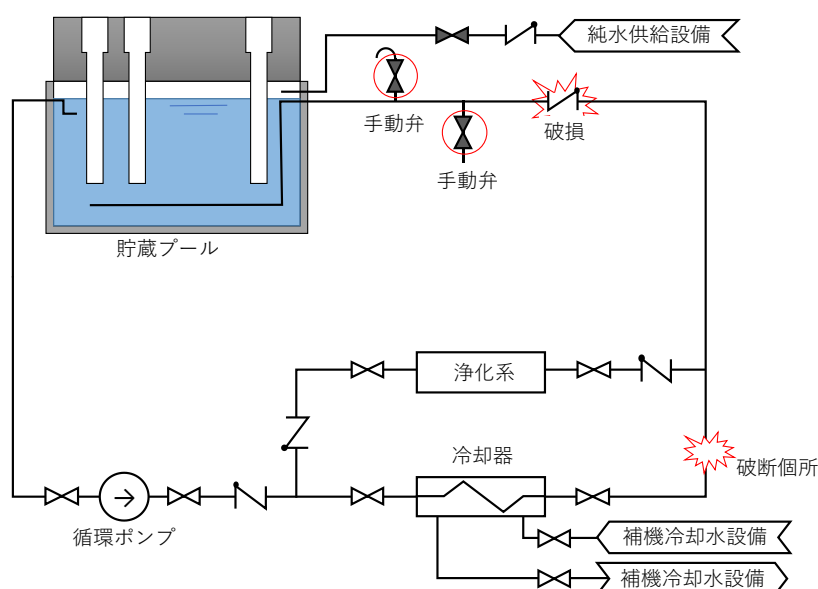 純水供給設備
手動弁
破損
手動弁
貯蔵プール
浄化系
冷却器
破断個所
循環ポンプ
補機冷却水設備
補機冷却水設備